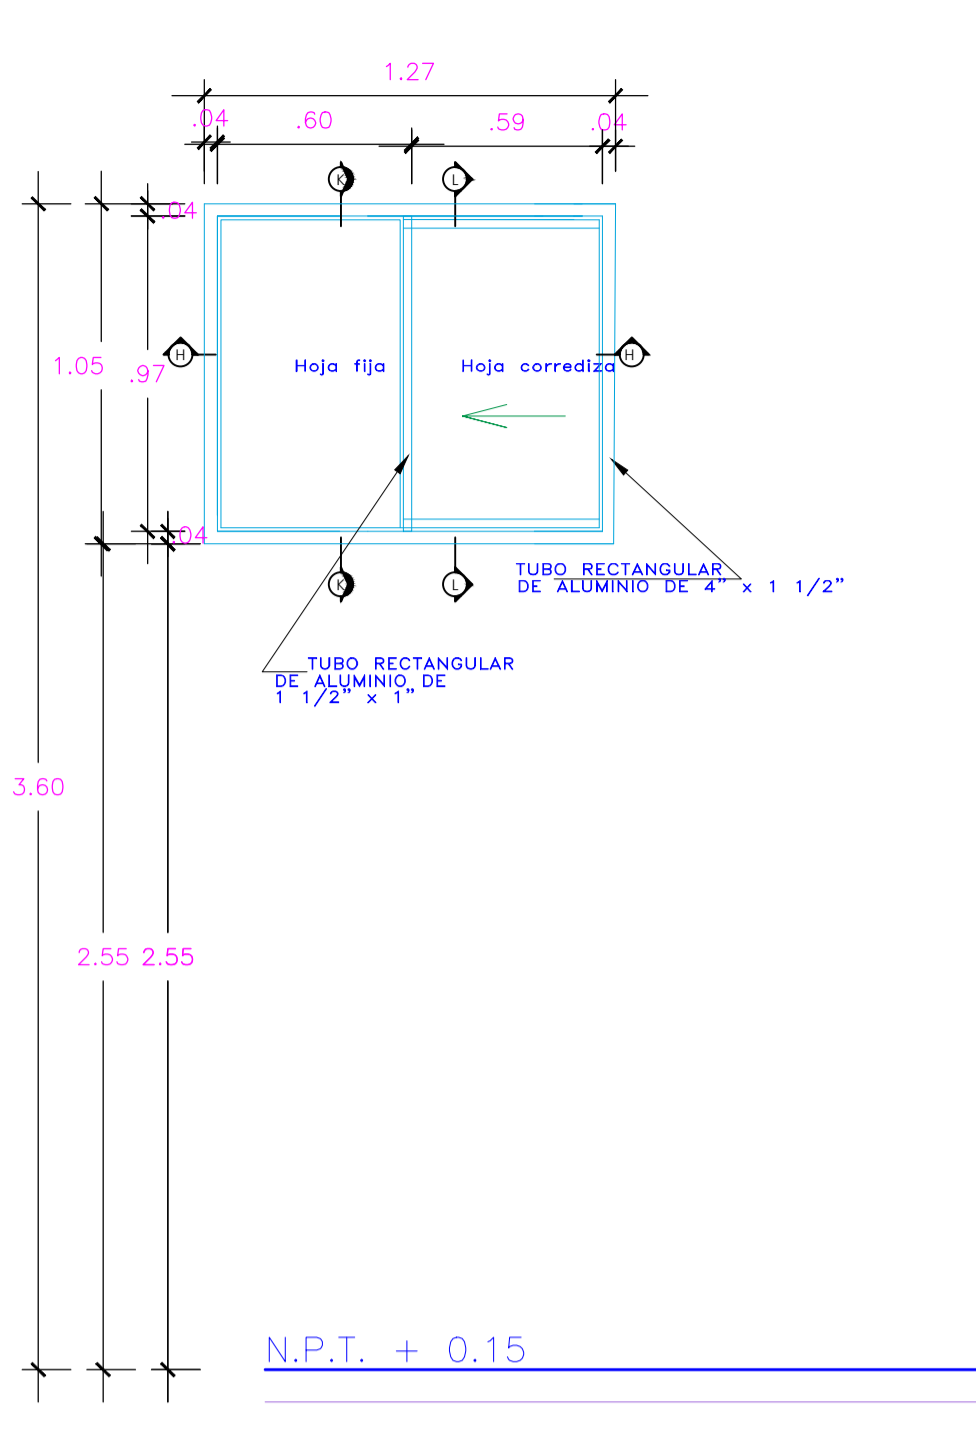 1.27
.04
.60
.59
.04
K
L
.04
1.05
.97
H
Hoja fija
Hoja corrediza
H
.04
K
L
TUBO RECTANGULAR
DE ALUMINIO DE 4” x 1 1/2”
TUBO RECTANGULAR
DE ALUMINIO DE
1 1/2” x 1”
3.60
2.55
2.55
N.P.T. + 0.15